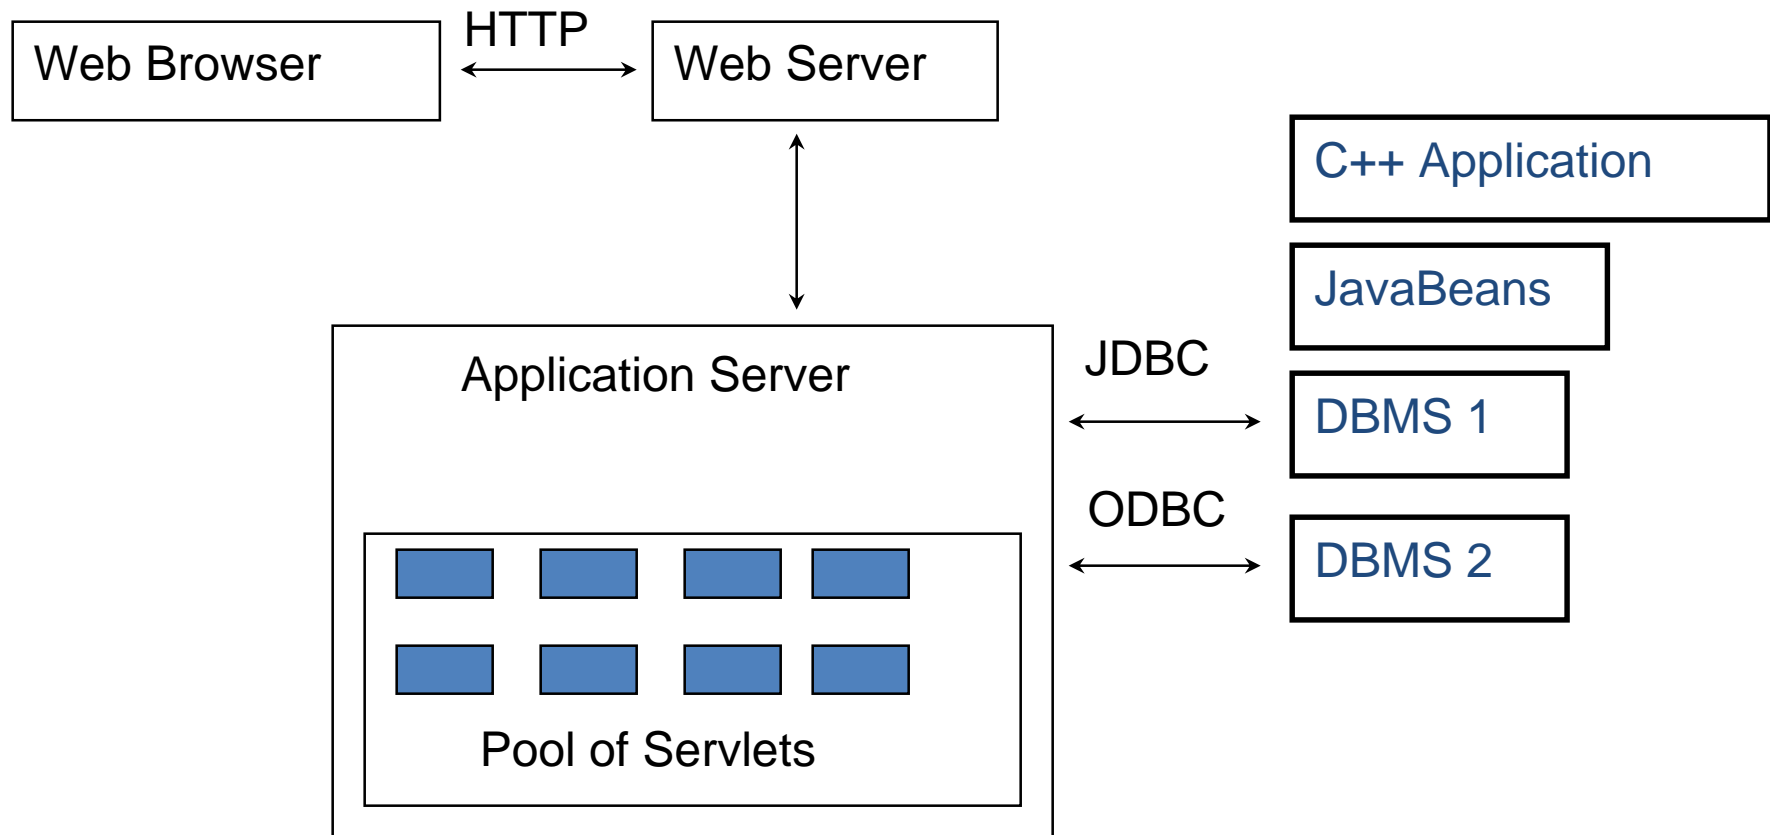 Web Browser
HTTP
Web Server
C++ Application
JavaBeans
Application Server
JDBC
DBMS 1
ODBC
DBMS 2
Pool of Servlets